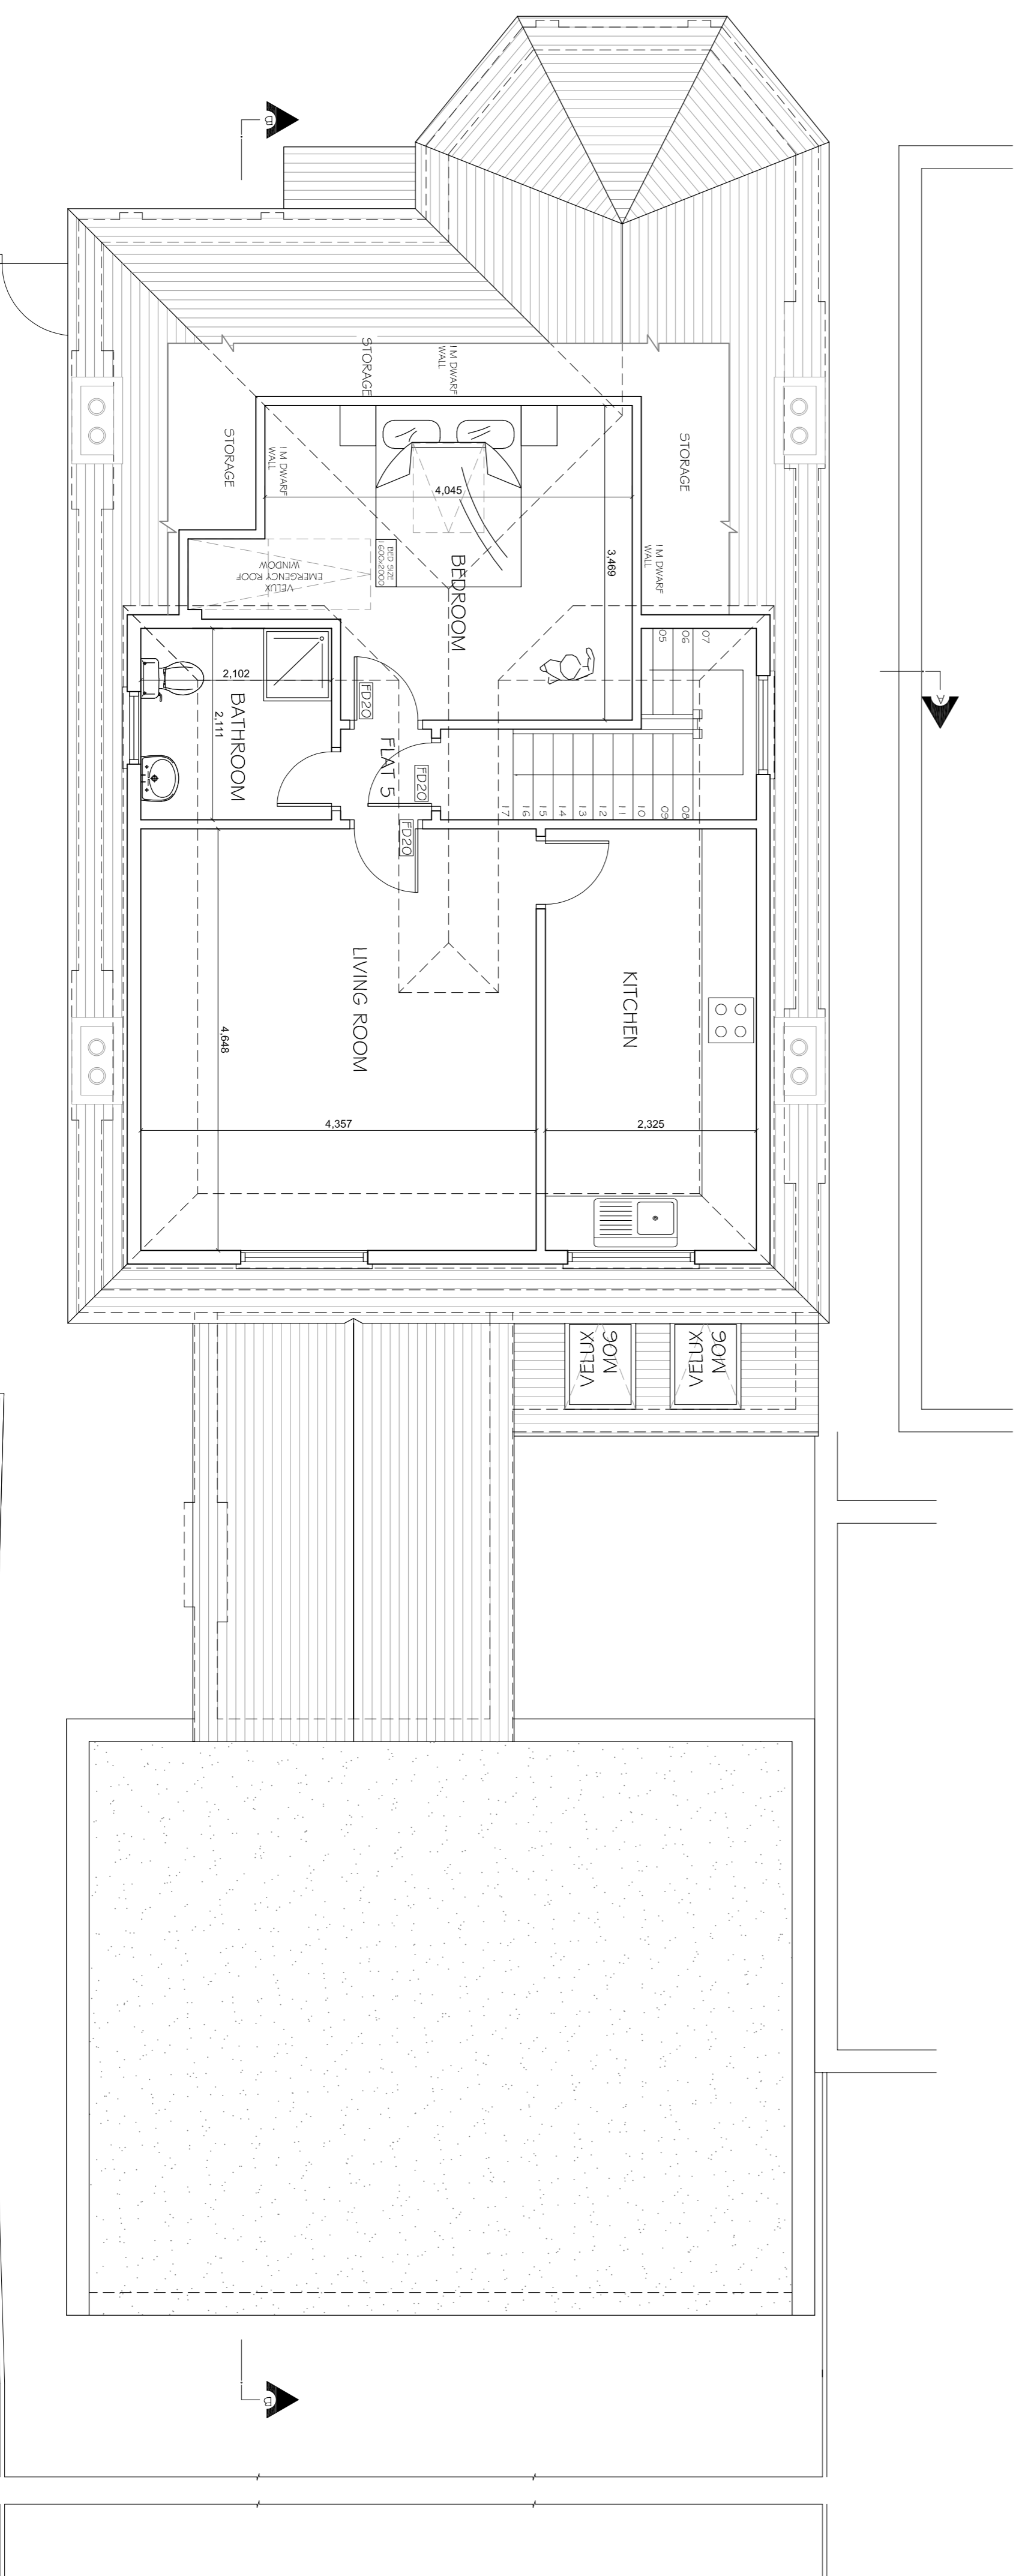 STORAGE
1M DWARF
WALL
STORAGE
1M DWARF
WALL
STORAGE
1M DWARF
WALL
4,045
3,469
BEDROOM
BED SIZE
1600x2000
VELUX
EMERGENCY ROOF
WINDOW
05
06
07
08
09
10
11
12
13
14
15
16
17
2,102
2,111
BATHROOM
FLAT 5
FD20
FD20
FD20
LIVING ROOM
4,648
4,357
KITCHEN
2,325
VELUX
M06
VELUX
M06
A